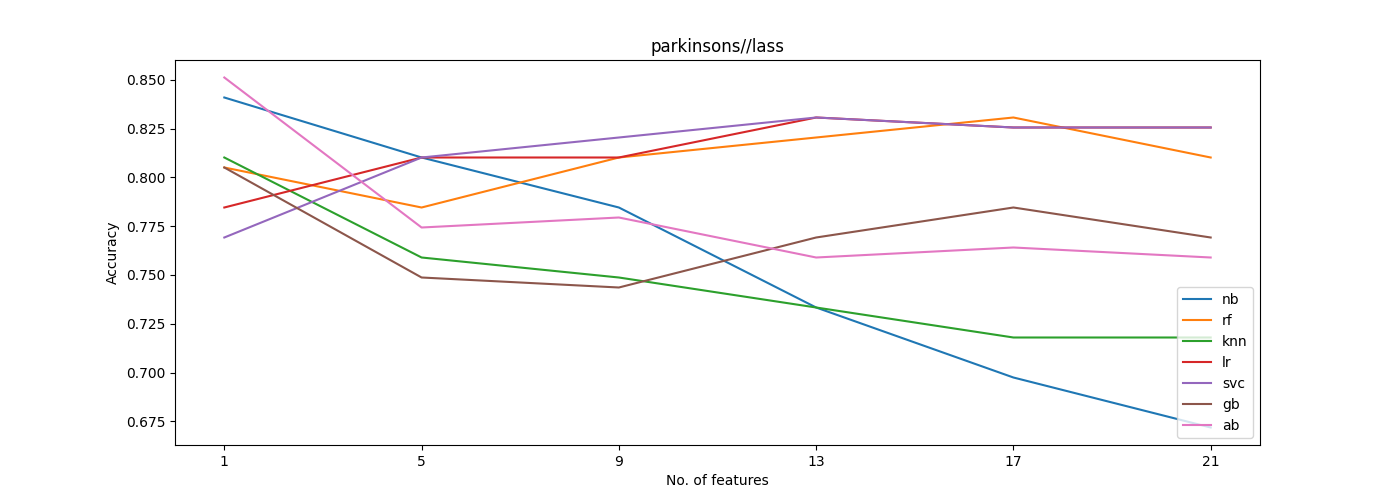 parkinsons//lass
Accuracy
0.850
0.825
0.800
0.775
0.750
0.725
0.700
0.675
1 5 9 13 17 21
No. of features
nb
rf
knn
lr
svc
gb
ab